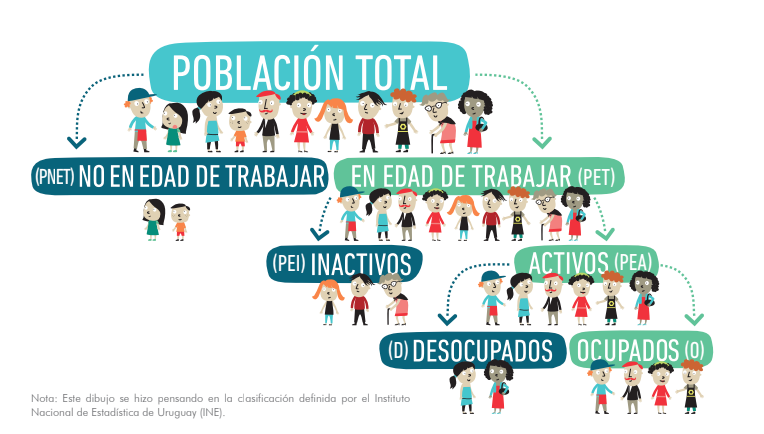 POBLACIÓN TOTAL
(PNET) NO EN EDAD DE TRABAJAR
EN EDAD DE TRABAJAR (PET)
(PEI) INACTIVOS
ACTIVOS (PEA)
(D) DESOCUPADOS
OCUPADOS (O)
Nota: Este dibujo se hizo pensando en la clasificación definida por el Instituto
Nacional de Estadística de Uruguay (INE).